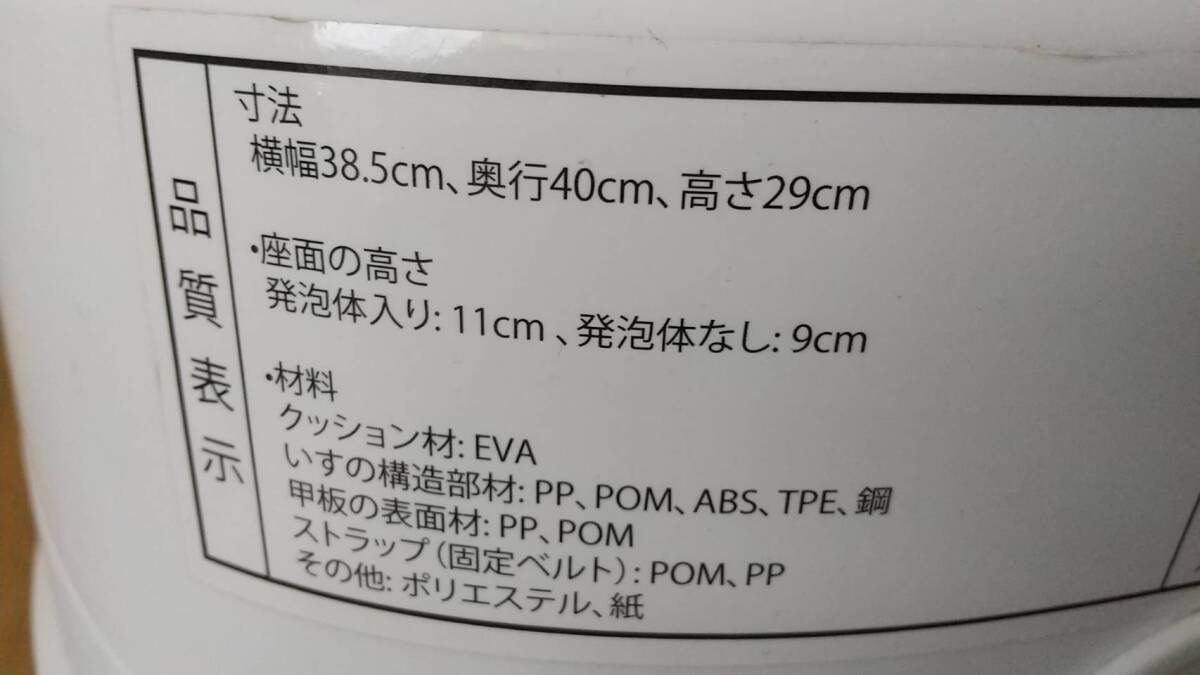 品質表示
寸法
横幅38.5cm、奥行40cm、高さ29cm
・座面の高さ
発泡体入り: 11cm 、発泡体なし: 9cm
・材料
クッション材: EVA
いすの構造部材: PP、POM、ABS、TPE、鋼
甲板の表面材: PP、POM
ストラップ（固定ベルト）: POM、PP
その他: ポリエステル、紙